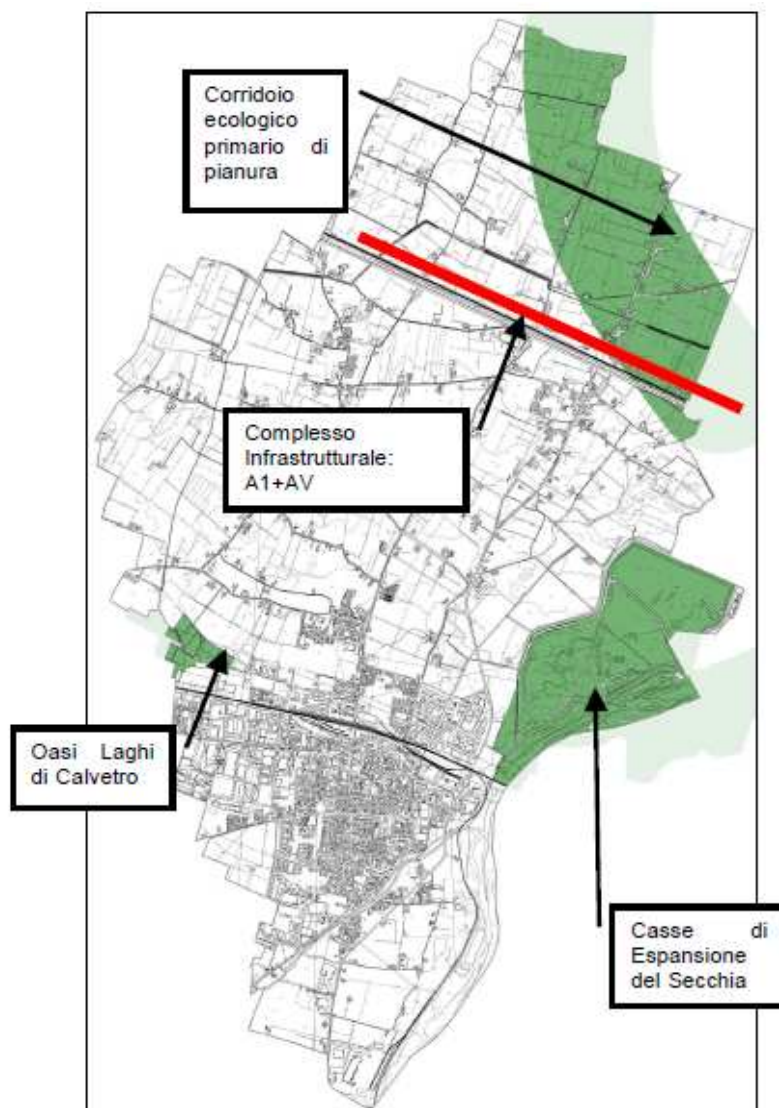 Corridoio
ecologico
primario di
pianura
Complesso
Infrastrutturale:
A1+AV
Oasi Laghi
di Calvetro
Casse di
Espansione
del Secchia